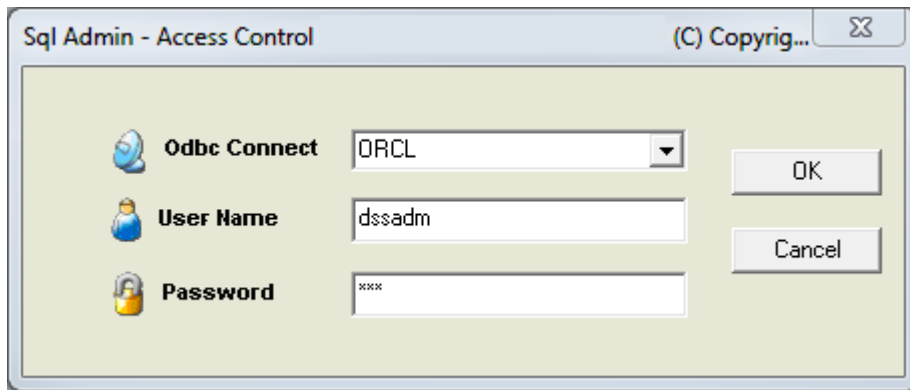 Sql Admin - Access Control (C) Copyrig...
Odbc Connect ORCL
OK
User Name dssadm
Cancel
Password ***